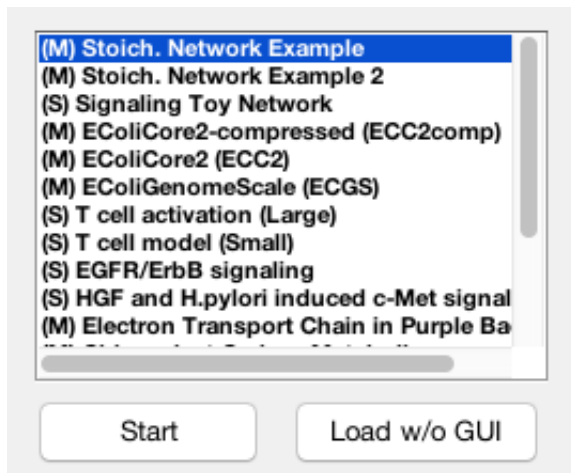 (M) Stoich. Network Example
(M) Stoich. Network Example 2
(S) Signaling Toy Network
(M) EColiCore2-compressed (ECC2comp)
(M) EColiCore2 (ECC2)
(M) EColiGenomeScale (ECGS)
(S) T cell activation (Large)
(S) T cell model (Small)
(S) EGFR/ErbB signaling
(S) HGF and H.pylori induced c-Met signal
(M) Electron Transport Chain in Purple Ba
Start Load w/o GUI